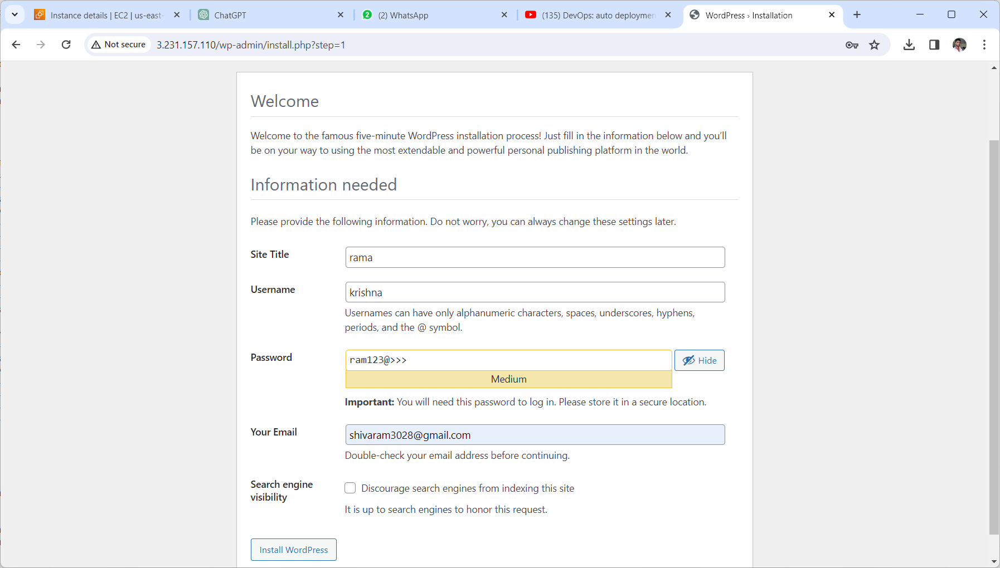 Instance details | EC2 | us-east-
ChatGPT
2
(2) WhatsApp
(135) DevOps: auto deploymen
WordPress › Installation
Not secure
3.231.157.110/wp-admin/install.php?step=1
Welcome
Welcome to the famous five-minute WordPress installation process! Just fill in the information below and you’ll
be on your way to using the most extendable and powerful personal publishing platform in the world.
Information needed
Please provide the following information. Do not worry, you can always change these settings later.
Site Title
rama
Username
krishna
Usernames can have only alphanumeric characters, spaces, underscores, hyphens,
periods, and the @ symbol.
Password
ram123@>>>
Hide
Medium
Important: You will need this password to log in. Please store it in a secure location.
Your Email
shivaram3028@gmail.com
Double-check your email address before continuing.
Search engine
visibility
Discourage search engines from indexing this site
It is up to search engines to honor this request.
Install WordPress